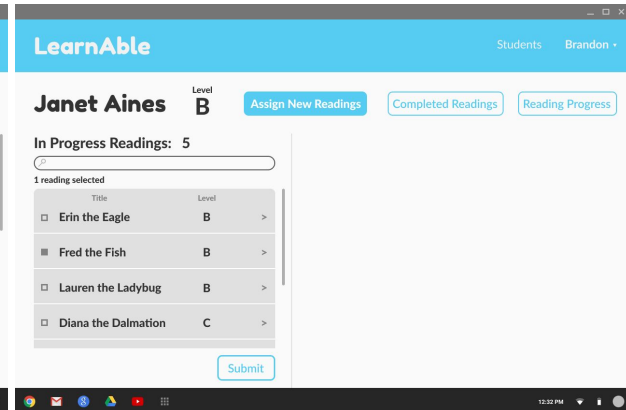 LearnAble
Students Brandon
Janet Aines Level B
Assign New Readings Completed Readings Reading Progress
In Progress Readings: 5
1 reading selected
Title Level
Erin the Eagle B >
Fred the Fish B >
Lauren the Ladybug B >
Diana the Dalmation C >
Submit
12:32 PM